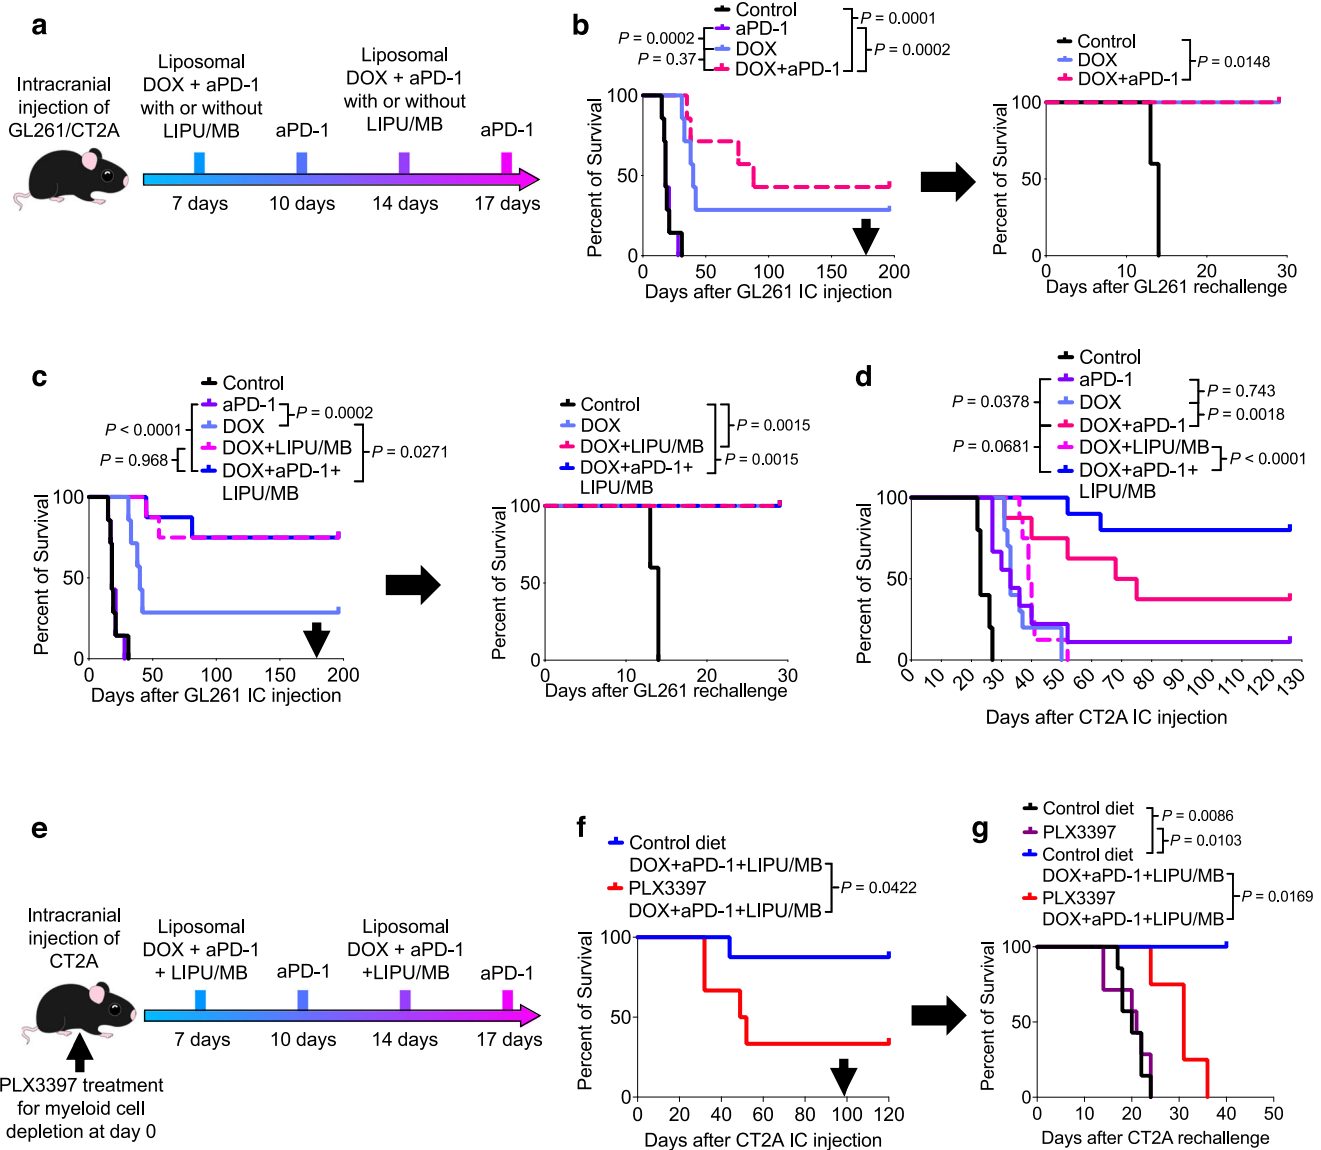 a
Intracranial
injection of
GL261/CT2A
Liposomal
DOX + aPD-1
with or without
LIPU/MB
aPD-1
Liposomal
DOX + aPD-1
with or without
LIPU/MB
aPD-1
7 days
10 days
14 days
17 days
b
Control
aPD-1
DOX
DOX+aPD-1
P = 0.0002
P = 0.37
P = 0.0001
P = 0.0002
Percent of Survival
100
50
0
0 50 100 150 200
Days after GL261 IC injection
Control
DOX
DOX+aPD-1
P = 0.0148
Percent of Survival
100
50
0
0 10 20 30
Days after GL261 rechallenge
c
Control
aPD-1
DOX
DOX+LIPU/MB
DOX+aPD-1+
LIPU/MB
P < 0.0001
P = 0.968
P = 0.0002
P = 0.0271
Percent of Survival
100
50
0
0 50 100 150 200
Days after GL261 IC injection
Control
DOX
DOX+LIPU/MB
DOX+aPD-1+
LIPU/MB
P = 0.0015
P = 0.0015
Percent of Survival
100
50
0
0 10 20 30
Days after GL261 rechallenge
d
Control
aPD-1
DOX
DOX+aPD-1
DOX+LIPU/MB
DOX+aPD-1+
LIPU/MB
P = 0.0378
P = 0.0681
P = 0.743
P = 0.0018
P < 0.0001
Percent of Survival
100
50
0
0 10 20 30 40 50 60 70 80 90 100 110 120 130
Days after CT2A IC injection
e
Intracranial
injection of
CT2A
Liposomal
DOX + aPD-1
+ LIPU/MB
aPD-1
Liposomal
DOX + aPD-1
+LIPU/MB
aPD-1
7 days
10 days
14 days
17 days
PLX3397 treatment
for myeloid cell
depletion at day 0
f
Control diet
DOX+aPD-1+LIPU/MB
PLX3397
DOX+aPD-1+LIPU/MB
P = 0.0422
Percent of Survival
100
50
0
0 20 40 60 80 100 120
Days after CT2A IC injection
g
Control diet
PLX3397
Control diet
DOX+aPD-1+LIPU/MB
PLX3397
DOX+aPD-1+LIPU/MB
P = 0.0086
P = 0.0103
P = 0.0169
Percent of Survival
100
50
0
0 10 20 30 40 50
Days after CT2A rechallenge